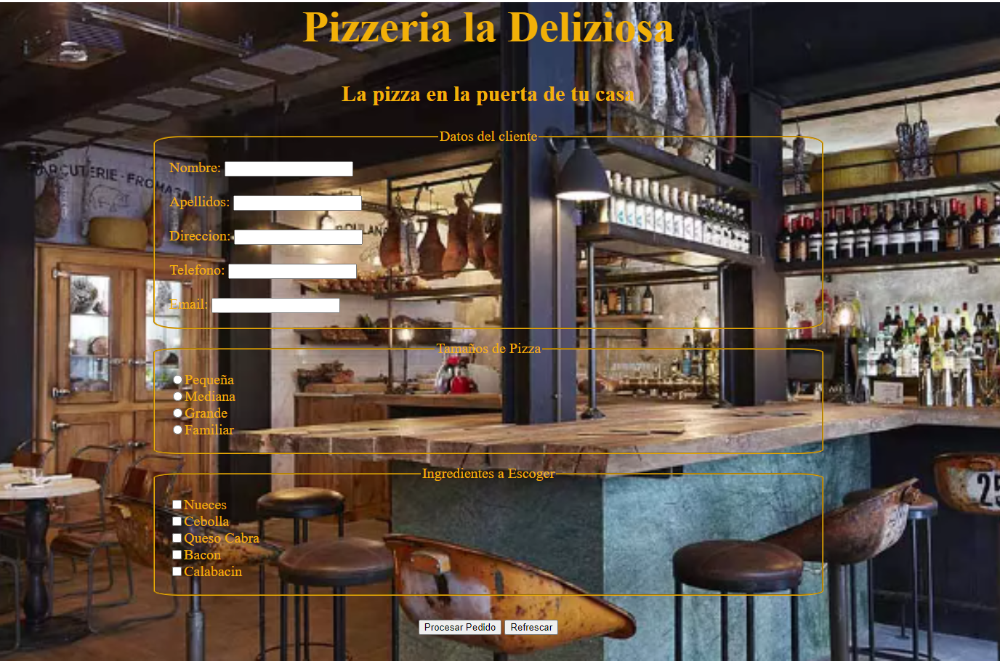 Pizzeria la Deliziosa
La pizza en la puerta de tu casa
Datos del cliente
Nombre:
Apellidos:
Direccion:
Telefono:
Email:
Tamaños de Pizza
Pequeña
Mediana
Grande
Familiar
Ingredientes a Escoger
Nueces
Cebolla
Queso Cabra
Bacon
Calabacin
Procesar Pedido Refrescar
25